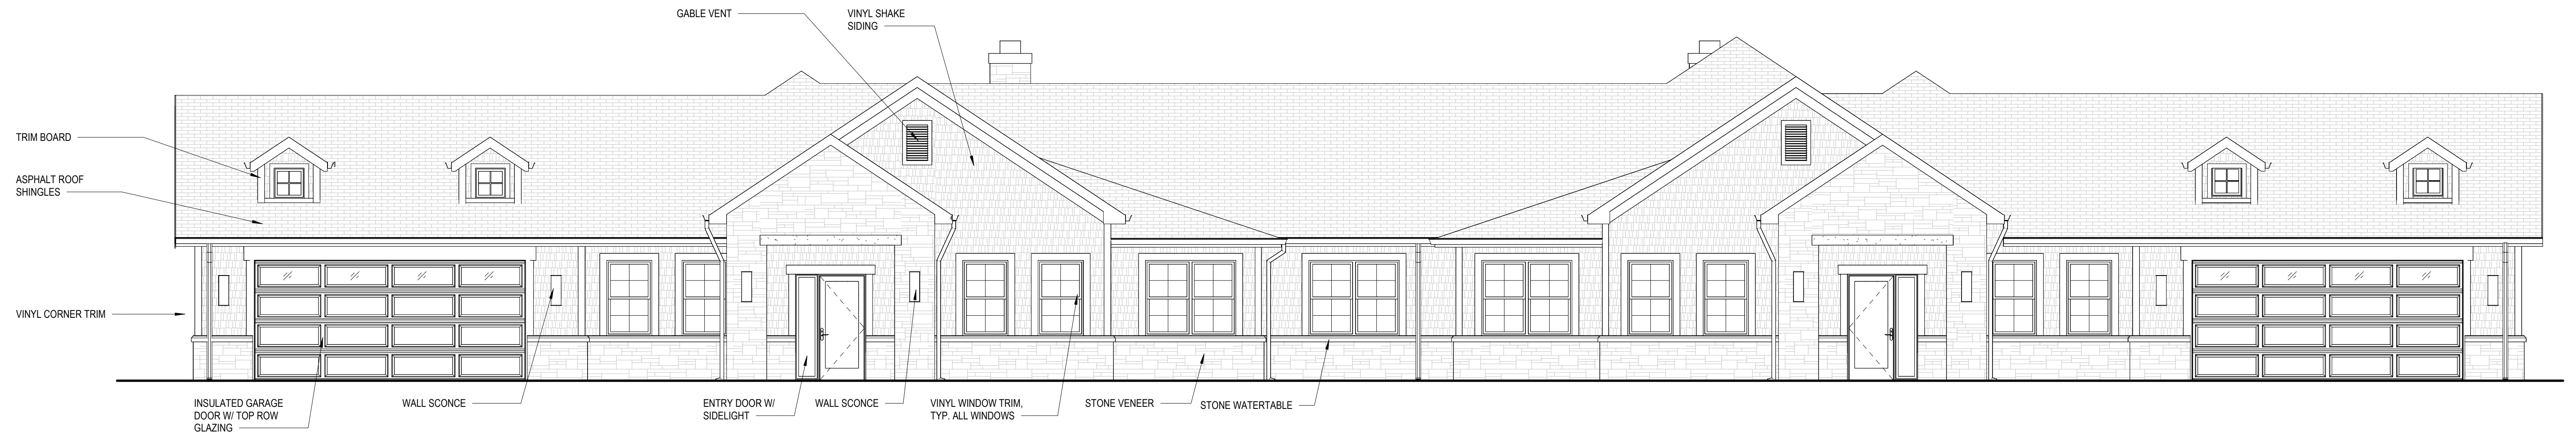 GABLE VENT
VINYL SHAKE
SIDING
TRIM BOARD
ASPHALT ROOF
SHINGLES
VINYL CORNER TRIM
INSULATED GARAGE
DOOR W/ TOP ROW
GLAZING
WALL SCONCE
ENTRY DOOR W/
SIDELIGHT
WALL SCONCE
VINYL WINDOW TRIM,
TYP. ALL WINDOWS
STONE VENEER
STONE WATERTABLE